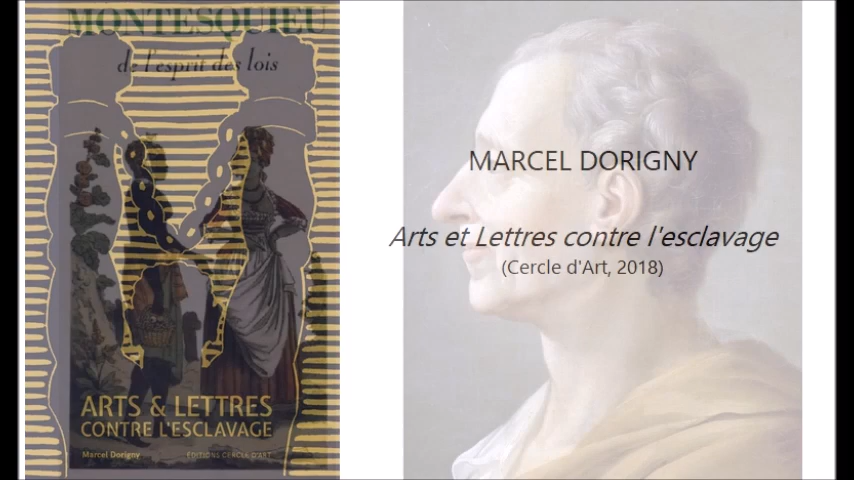 MONTESQUIEU
de l'esprit des lois
ARTS & LETTRES
CONTRE L'ESCLAVAGE
Marcel Dorigny
ÉDITIONS CERCLE D'ART
MARCEL DORIGNY
Arts et Lettres contre l'esclavage
(Cercle d'Art, 2018)